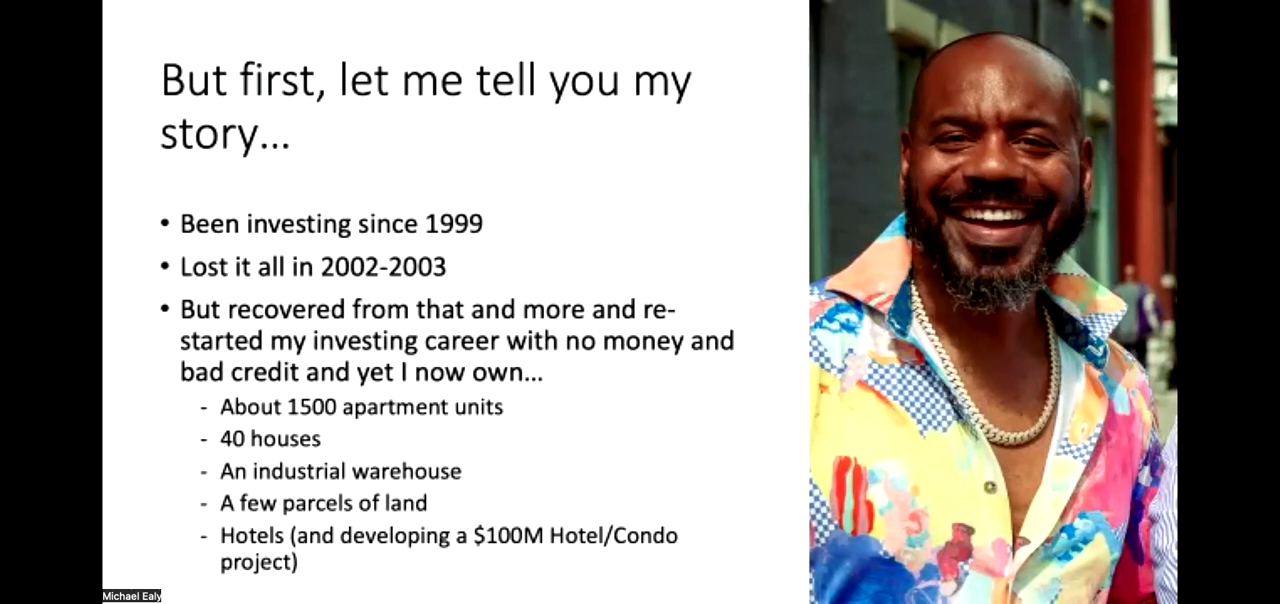 But first, let me tell you my
story...
• Been investing since 1999
• Lost it all in 2002-2003
• But recovered from that and more and re-
started my investing career with no money and
bad credit and yet I now own...
- About 1500 apartment units
- 40 houses
- An industrial warehouse
- A few parcels of land
- Hotels (and developing a $100M Hotel/Condo
project)
Michael Ealy